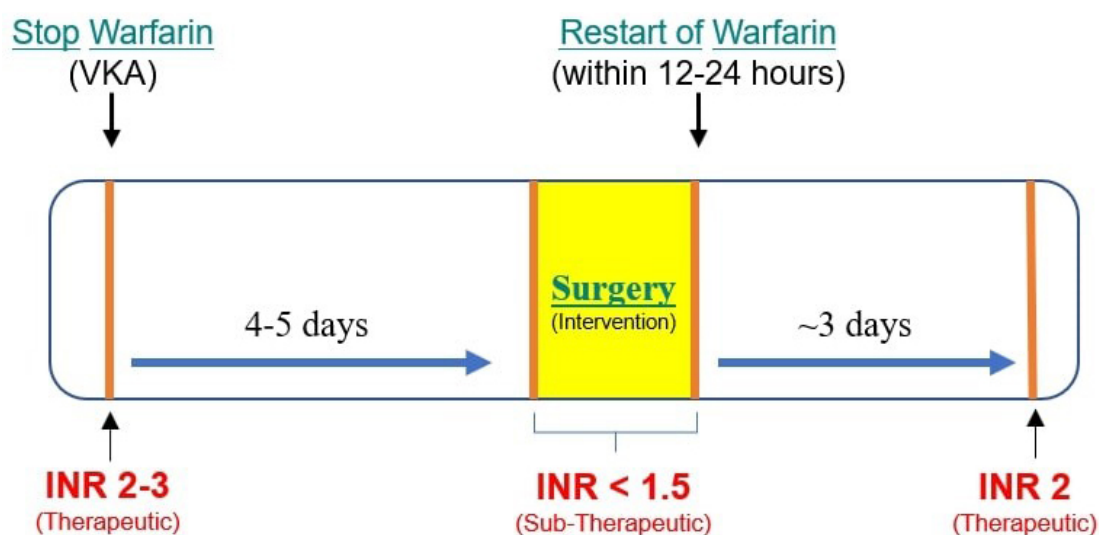 Stop Warfarin
(VKA)
Restart of Warfarin
(within 12-24 hours)
4-5 days
Surgery
(Intervention)
~3 days
INR 2-3
(Therapeutic)
INR < 1.5
(Sub-Therapeutic)
INR 2
(Therapeutic)